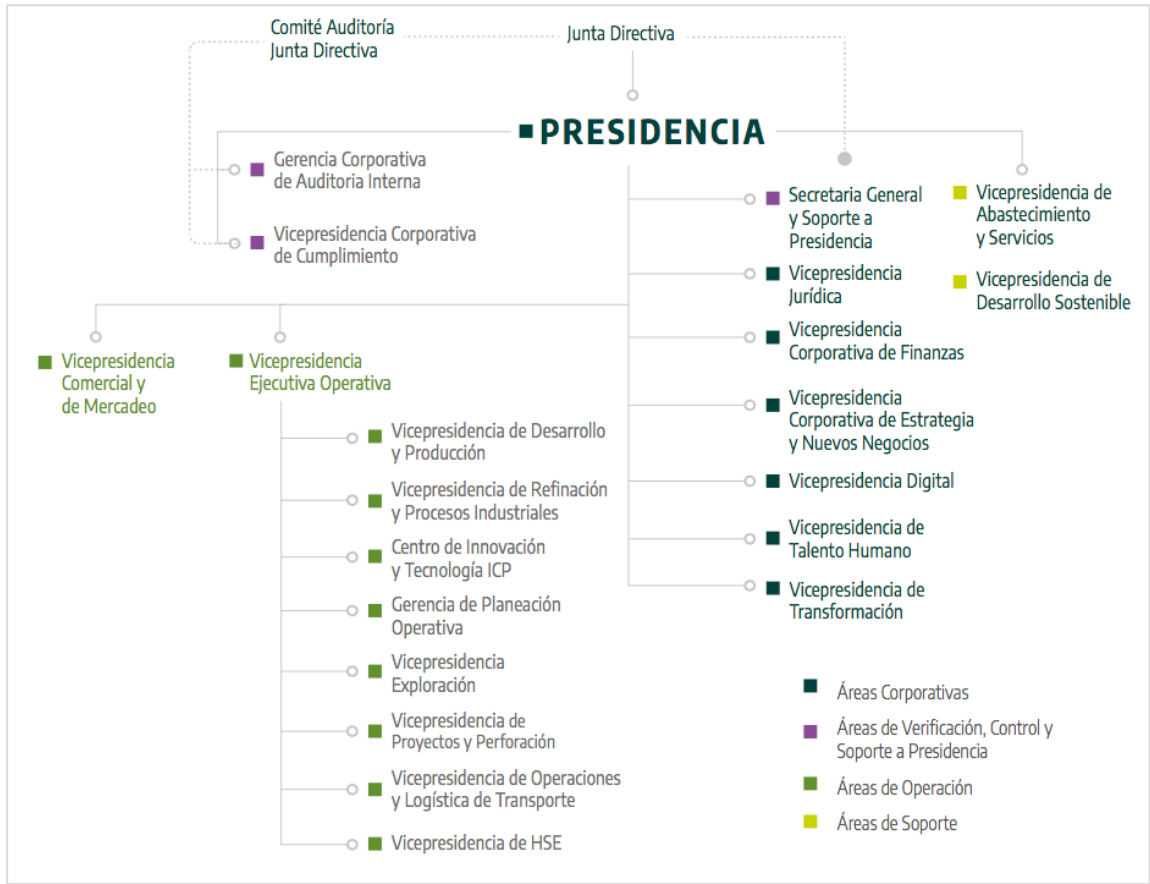 Comité Auditoría
Junta Directiva
Junta Directiva
PRESIDENCIA
Gerencia Corporativa
de Auditoria Interna
Vicepresidencia Corporativa
de Cumplimiento
Secretaria General
y Soporte a
Presidencia
Vicepresidencia
Jurídica
Vicepresidencia
Corporativa de Finanzas
Vicepresidencia
Corporativa de Estrategia
y Nuevos Negocios
Vicepresidencia Digital
Vicepresidencia de
Talento Humano
Vicepresidencia de
Transformación
Vicepresidencia de
Abastecimiento
y Servicios
Vicepresidencia de
Desarrollo Sostenible
Vicepresidencia
Comercial y
de Mercadeo
Vicepresidencia
Ejecutiva Operativa
Vicepresidencia de Desarrollo
y Producción
Vicepresidencia de Refinación
y Procesos Industriales
Centro de Innovación
y Tecnología ICP
Gerencia de Planeación
Operativa
Vicepresidencia
Exploración
Vicepresidencia de
Proyectos y Perforación
Vicepresidencia de Operaciones
y Logística de Transporte
Vicepresidencia de HSE
Áreas Corporativas
Áreas de Verificación, Control y
Soporte a Presidencia
Áreas de Operación
Áreas de Soporte